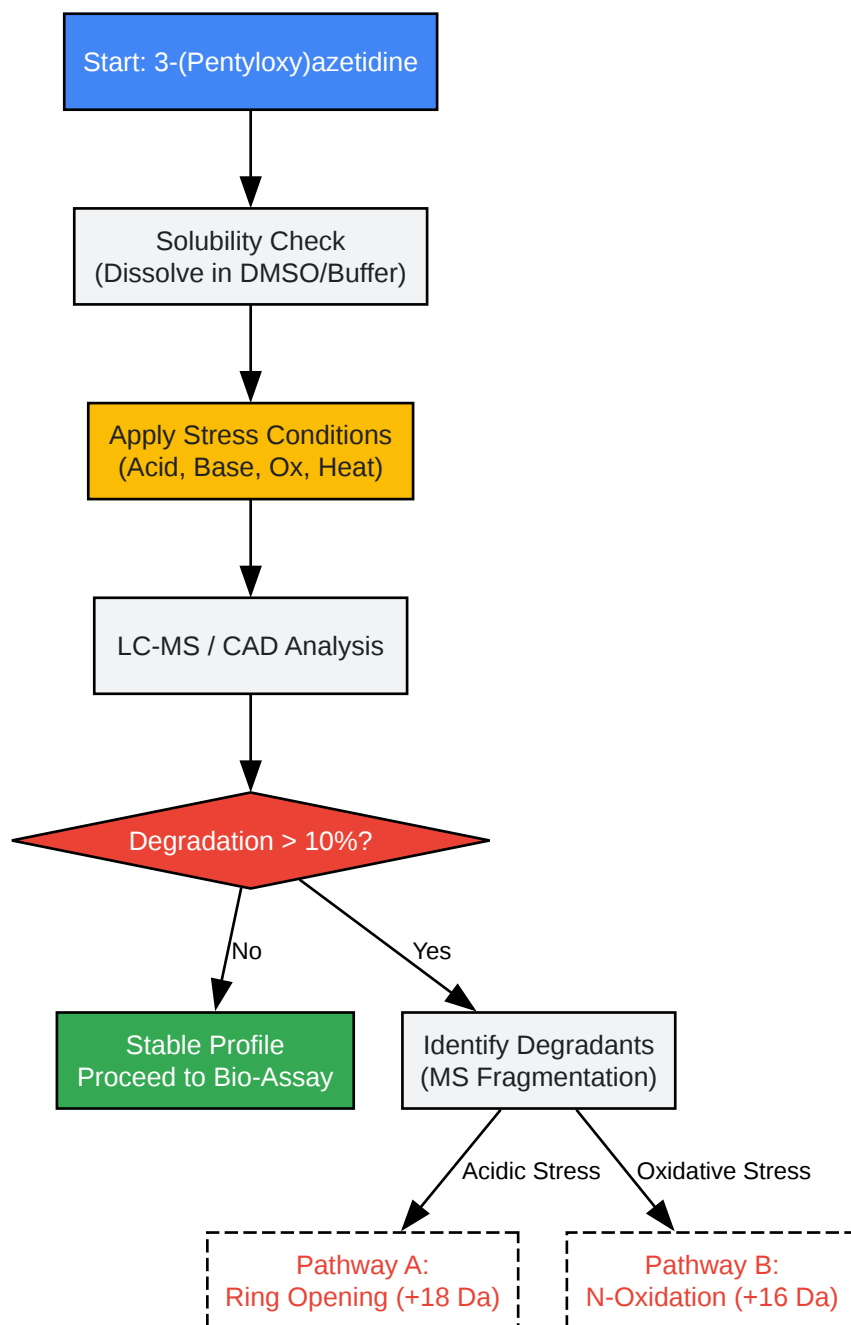 Start: 3-(Pentyloxy)azetidine
Solubility Check
(Dissolve in DMSO/Buffer)
Apply Stress Conditions
(Acid, Base, Ox, Heat)
LC-MS / CAD Analysis
Degradation > 10%?
No
Yes
Stable Profile
Proceed to Bio-Assay
Identify Degradants
(MS Fragmentation)
Acidic Stress
Oxidative Stress
Pathway A:
Ring Opening (+18 Da)
Pathway B:
N-Oxidation (+16 Da)